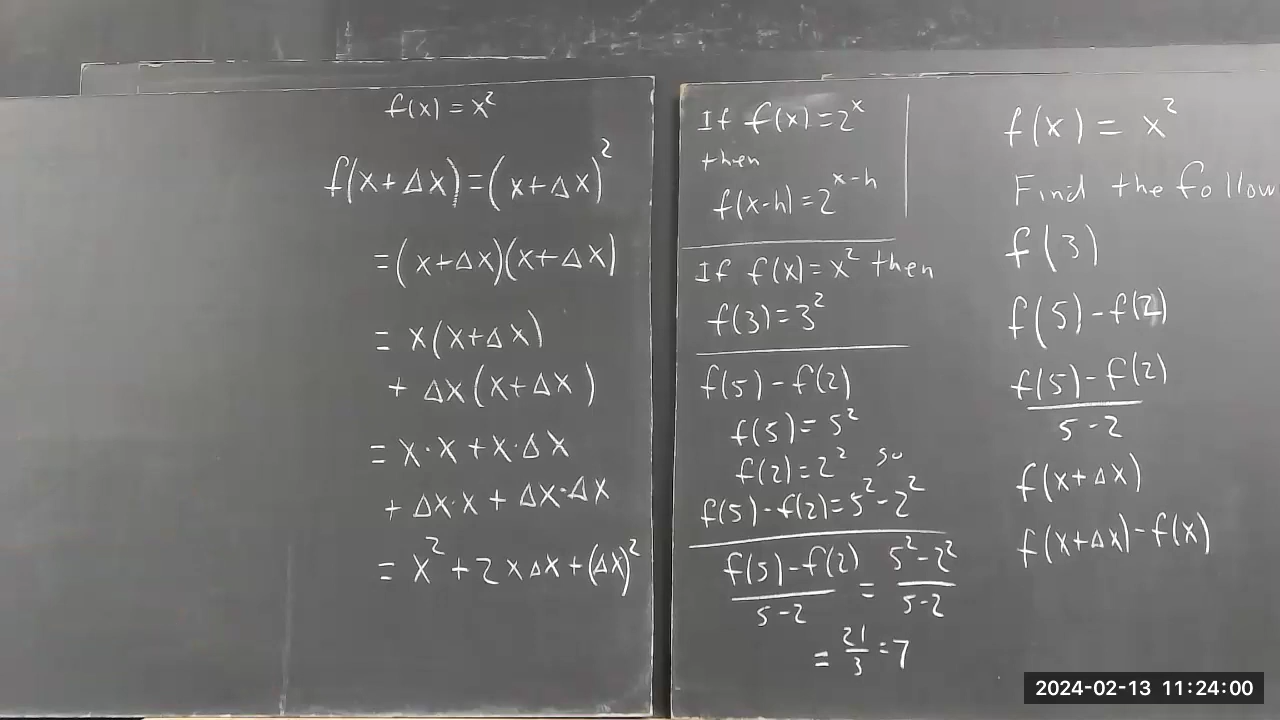 f(x) = x²
f(x+Δx) = (x+Δx)²
= (x+Δx)(x+Δx)
= x(x+Δx)
+ Δx(x+Δx)
= x·x + x·Δx
+ Δx·x + Δx·Δx
= x² + 2xΔx + (Δx)²
If f(x) = 2ˣ
then
f(x-h) = 2ˣ⁻ʰ
If f(x) = x² then
f(3) = 3²
f(5) - f(2)
f(5) = 5²
f(2) = 2² so
f(5) - f(2) = 5² - 2²
f(5) - f(2) / 5-2 = 5² - 2² / 5-2
= 21/3 = 7
f(x) = x²
Find the follow
f(3)
f(5) - f(2)
f(5) - f(2) / 5-2
f(x+Δx)
f(x+Δx) - f(x)
2024-02-13 11:24:00